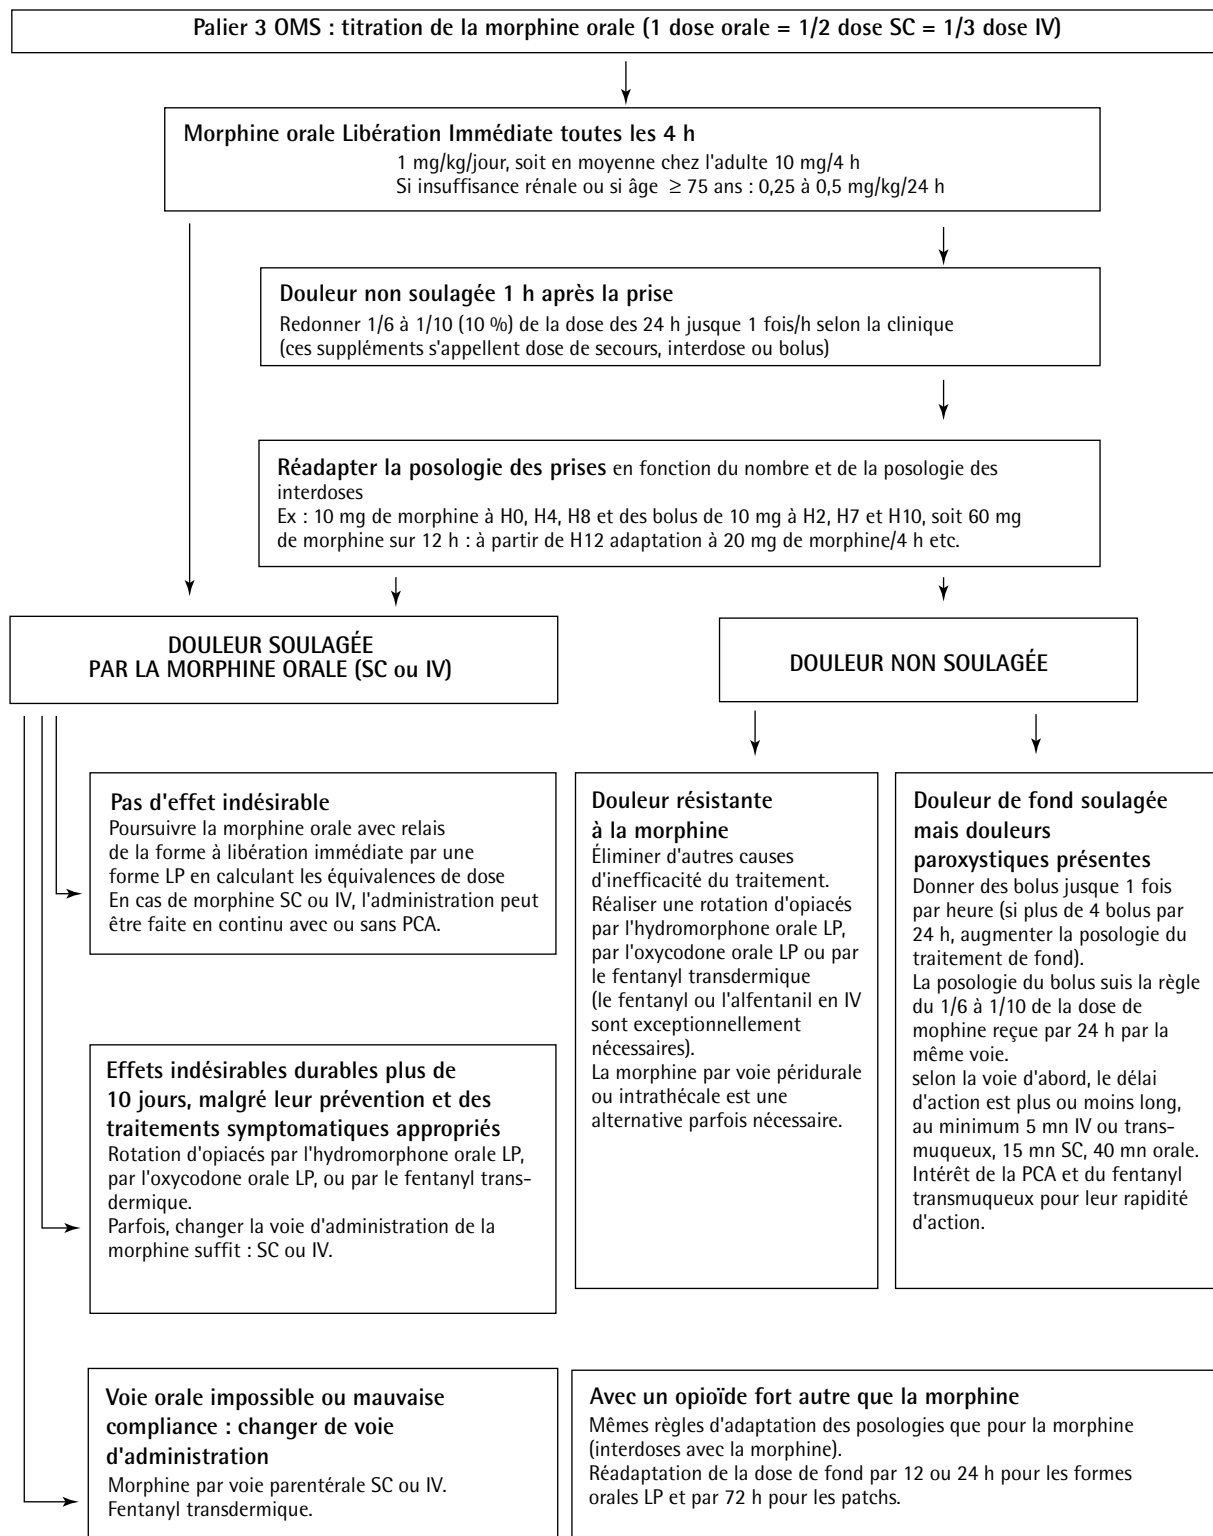 Palier 3 OMS : titration de la morphine orale (1 dose orale = 1/2 dose SC = 1/3 dose IV)
Morphine orale Libération Immédiate toutes les 4 h
1 mg/kg/jour, soit en moyenne chez l'adulte 10 mg/4 h
Si insuffisance rénale ou si âge ≥ 75 ans : 0,25 à 0,5 mg/kg/24 h
Douleur non soulagée 1 h après la prise
Redonner 1/6 à 1/10 (10 %) de la dose des 24 h jusque 1 fois/h selon la clinique
(ces suppléments s'appellent dose de secours, interdose ou bolus)
Réadapter la posologie des prises en fonction du nombre et de la posologie des
interdoses
Ex : 10 mg de morphine à H0, H4, H8 et des bolus de 10 mg à H2, H7 et H10, soit 60 mg
de morphine sur 12 h : à partir de H12 adaptation à 20 mg de morphine/4 h etc.
DOULEUR SOULAGÉE
PAR LA MORPHINE ORALE (SC ou IV)
DOULEUR NON SOULAGÉE
Pas d'effet indésirable
Poursuivre la morphine orale avec relais
de la forme à libération immédiate par une
forme LP en calculant les équivalences de dose
En cas de morphine SC ou IV, l'administration peut
être faite en continu avec ou sans PCA.
Douleur résistante
à la morphine
Éliminer d'autres causes
d'inefficacité du traitement.
Réaliser une rotation d'opiacés
par l'hydromorphone orale LP,
par l'oxycodone orale LP ou par
le fentanyl transdermique
(le fentanyl ou l'alfentanil en IV
sont exceptionnellement
nécessaires).
La morphine par voie péridurale
ou intrathécale est une
alternative parfois nécessaire.
Douleur de fond soulagée
mais douleurs
paroxystiques présentes
Donner des bolus jusque 1 fois
par heure (si plus de 4 bolus par
24 h, augmenter la posologie du
traitement de fond).
La posologie du bolus suis la règle
du 1/6 à 1/10 de la dose de
mophine reçue par 24 h par la
même voie.
selon la voie d'abord, le délai
d'action est plus ou moins long,
au minimum 5 mn IV ou trans-
muqueux, 15 mn SC, 40 mn orale.
Intérêt de la PCA et du fentanyl
transmuqueux pour leur rapidité
d'action.
Effets indésirables durables plus de
10 jours, malgré leur prévention et des
traitements symptomatiques appropriés
Rotation d'opiacés par l'hydromorphone orale LP,
par l'oxycodone orale LP, ou par le fentanyl trans-
dermique.
Parfois, changer la voie d'administration de la
morphine suffit : SC ou IV.
Voie orale impossible ou mauvaise
compliance : changer de voie
d'administration
Morphine par voie parentérale SC ou IV.
Fentanyl transdermique.
Avec un opioïde fort autre que la morphine
Mêmes règles d'adaptation des posologies que pour la morphine
(interdoses avec la morphine).
Réadaptation de la dose de fond par 12 ou 24 h pour les formes
orales LP et par 72 h pour les patchs.